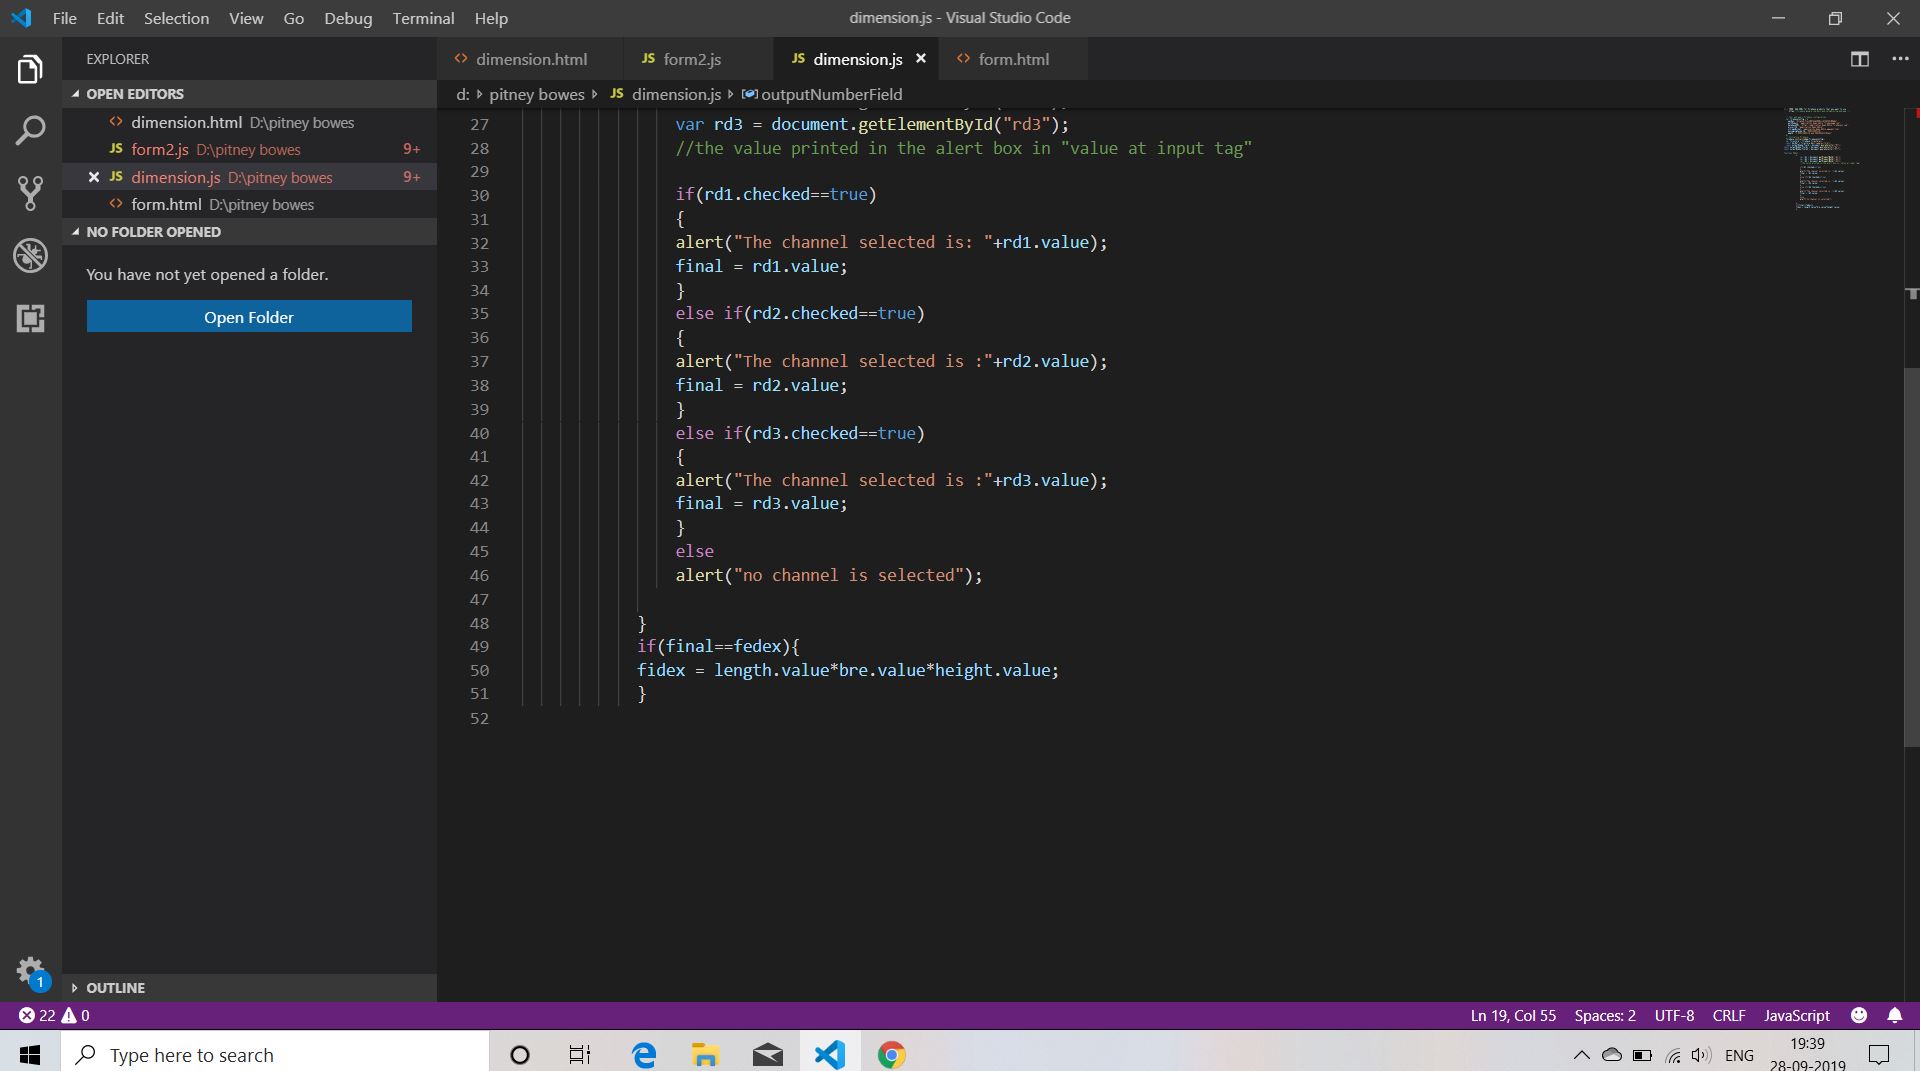 File Edit Selection View Go Debug Terminal Help
dimension.js - Visual Studio Code
EXPLORER
dimension.html
JS form2.js
JS dimension.js
form.html
OPEN EDITORS
dimension.html D:\pitney bowes
JS form2.js D:\pitney bowes 9+
JS dimension.js D:\pitney bowes 9+
form.html D:\pitney bowes
NO FOLDER OPENED
You have not yet opened a folder.
Open Folder
d: pitney bowes JS dimension.js outputNumberField
27 var rd3 = document.getElementById("rd3");
28 //the value printed in the alert box in "value at input tag"
29
30 if(rd1.checked==true)
31 {
32 alert("The channel selected is: "+rd1.value);
33 final = rd1.value;
34 }
35 else if(rd2.checked==true)
36 {
37 alert("The channel selected is :"+rd2.value);
38 final = rd2.value;
39 }
40 else if(rd3.checked==true)
41 {
42 alert("The channel selected is :"+rd3.value);
43 final = rd3.value;
44 }
45 else
46 alert("no channel is selected");
47
48 }
49 if(final==fedex){
50 fidex = length.value*bre.value*height.value;
51 }
52
1
OUTLINE
22 0
Ln 19, Col 55 Spaces: 2 UTF-8 CRLF JavaScript
Type here to search
ENG
19:39
28-09-2019